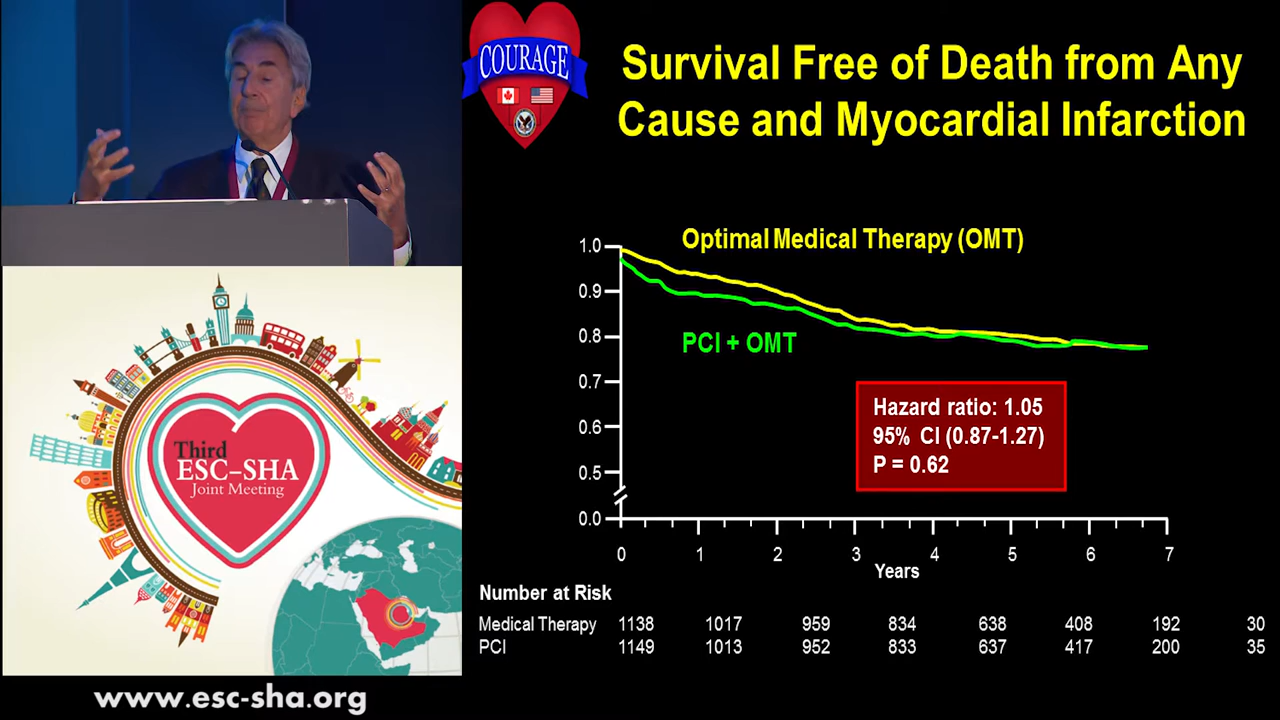 COURAGE
Survival Free of Death from Any
Cause and Myocardial Infarction
Optimal Medical Therapy (OMT)
PCI + OMT
1.0
0.9
0.8
0.7
0.6
0.5
0.0
Hazard ratio: 1.05
95% CI (0.87-1.27)
P = 0.62
0 1 2 3 4 5 6 7
Years
Number at Risk
Medical Therapy 1138 1017 959 834 638 408 192 30
PCI 1149 1013 952 833 637 417 200 35
Third
ESC-SHA
Joint Meeting
www.esc-sha.org